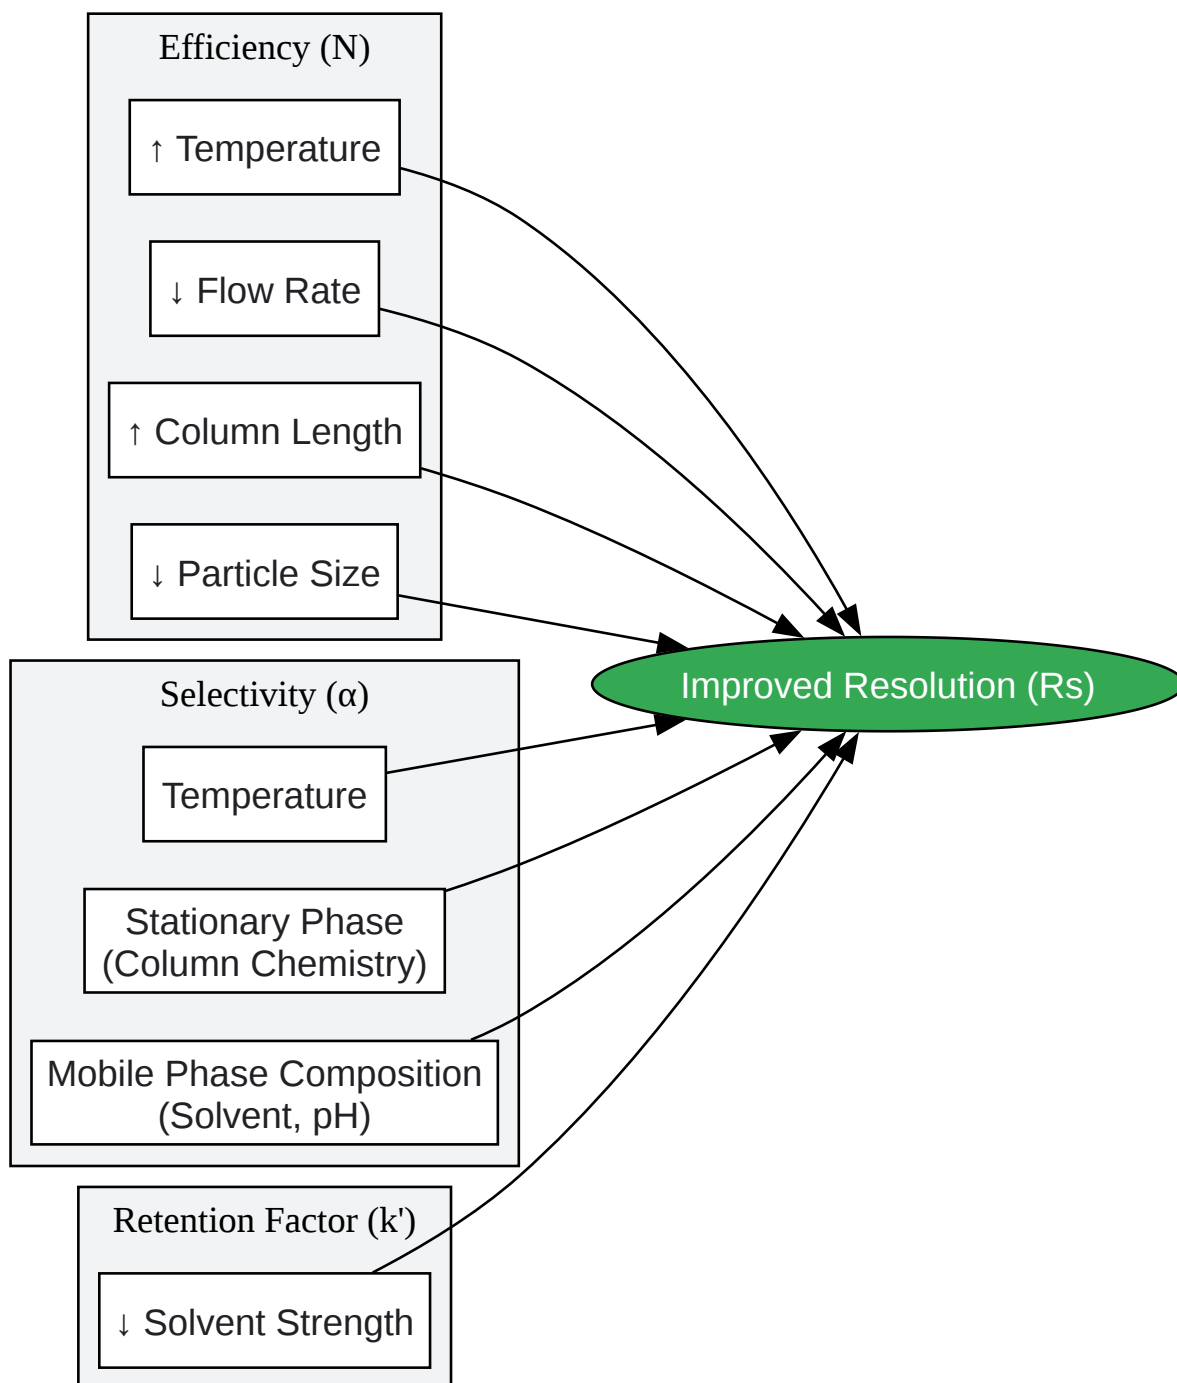 Efficiency (N)
↑ Temperature
↓ Flow Rate
↑ Column Length
↓ Particle Size
Improved Resolution (Rs)
Selectivity (α)
Temperature
Stationary Phase
(Column Chemistry)
Mobile Phase Composition
(Solvent, pH)
Retention Factor (k')
↓ Solvent Strength